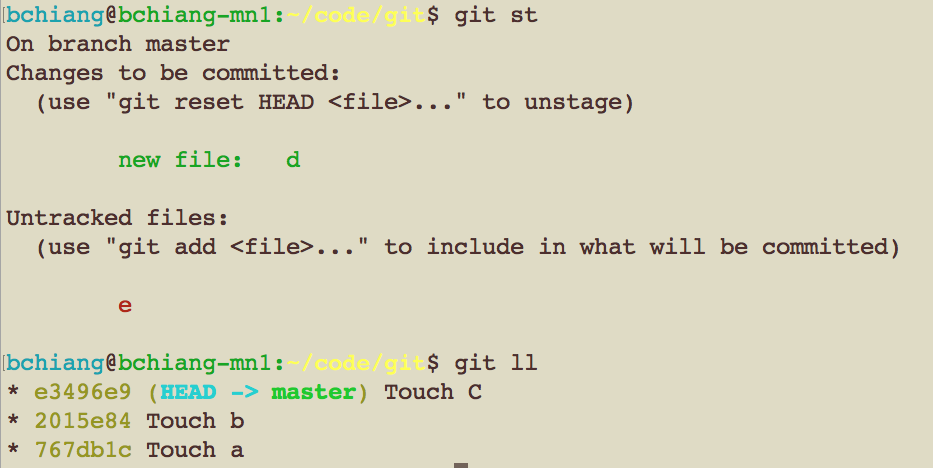 bchiang@bchiang-mn1:~/code/git$ git st
On branch master
Changes to be committed:
  (use "git reset HEAD <file>..." to unstage)
new file:   d
Untracked files:
  (use "git add <file>..." to include in what will be committed)
e
bchiang@bchiang-mn1:~/code/git$ git ll
* e3496e9 (HEAD -> master) Touch C
* 2015e84 Touch b
* 767db1c Touch a